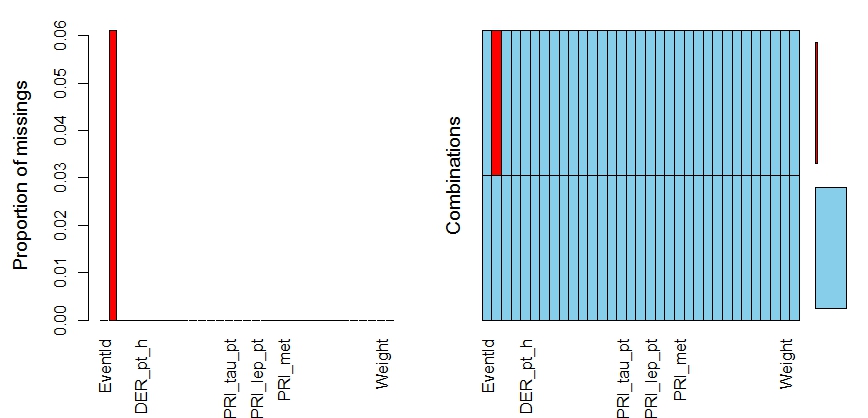 Proportion of missings
0.06
0.05
0.04
0.03
0.02
0.01
0.00
EventId
DER_pt_h
PRI_tau_pt
PRI_lep_pt
PRI_met
Weight
Combinations
EventId
DER_pt_h
PRI_tau_pt
PRI_lep_pt
PRI_met
Weight